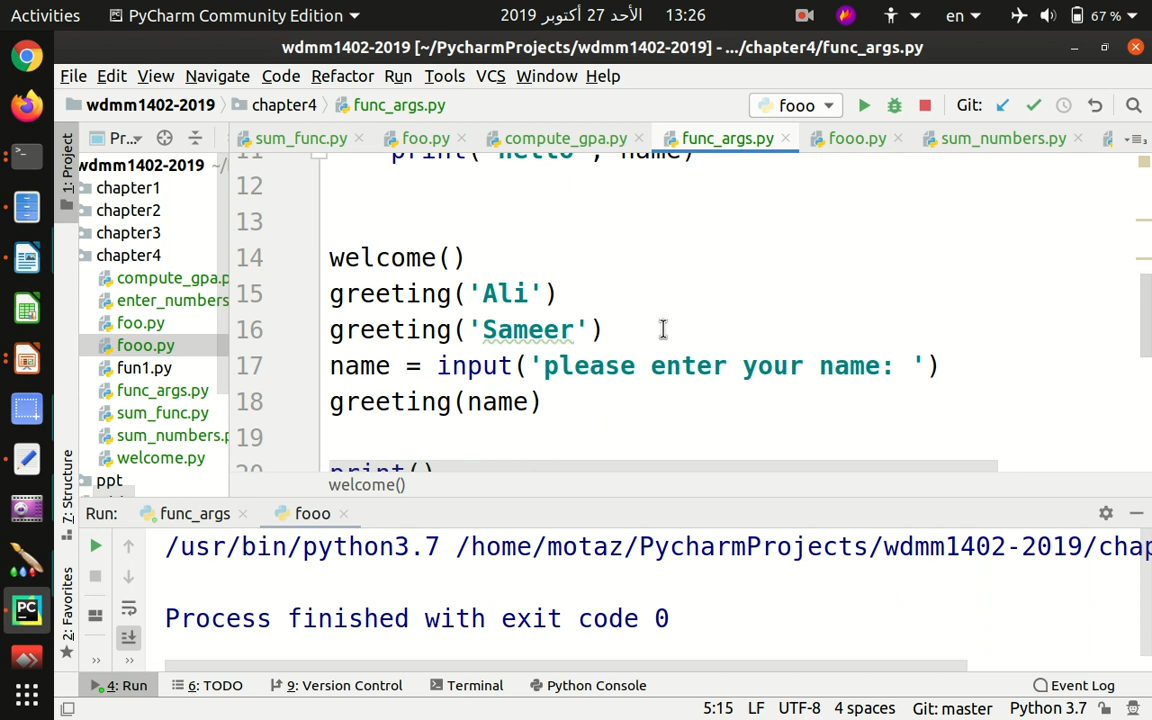 Activities PyCharm Community Edition الأحد 27 أكتوبر 2019 13:26 en 67 %
wdmm1402-2019 [~/PycharmProjects/wdmm1402-2019] - .../chapter4/func_args.py
File Edit View Navigate Code Refactor Run Tools VCS Window Help
wdmm1402-2019 chapter4 func_args.py fooo Git:
1: Project Pr... sum_func.py foo.py compute_gpa.py func_args.py fooo.py sum_numbers.py
wdmm1402-2019 ~/
chapter1
chapter2
chapter3
chapter4
compute_gpa.p
enter_numbers
foo.py
fooo.py
fun1.py
func_args.py
sum_func.py
sum_numbers.p
welcome.py
ppt
11 print("hello", name)
12
13
14 welcome()
15 greeting('Ali')
16 greeting('Sameer')
17 name = input('please enter your name: ')
18 greeting(name)
19
20 print()
welcome()
7: Structure
2: Favorites
Run: func_args fooo
/usr/bin/python3.7 /home/motaz/PycharmProjects/wdmm1402-2019/chap
Process finished with exit code 0
4: Run 6: TODO 9: Version Control Terminal Python Console Event Log
5:15 LF UTF-8 4 spaces Git: master Python 3.7